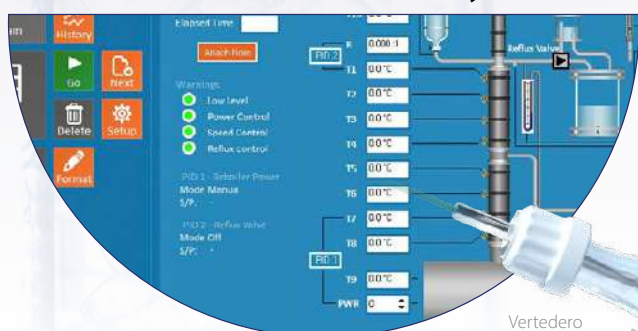 Elapsed Time
Attach Note
History
Go
Next
Delete
Setup
Format
Warnings
Low Level
Power Control
Speed Control
Reflux control
PID 1 - Reboiler Power
Mode Manua
S/P: -
PID 2 - Reflux Valve
Mode Off
S/P: -
R 0.000 :1
PID 2
T1 0.0 °C
T2 0.0 °C
T3 0.0 °C
T4 0.0 °C
T5 0.0 °C
T6 0.0 °C
T7 0.0 °C
T8 0.0 °C
PID 1
T9 0.0 °C
PWR 0
Reflux Valve
Vertedero